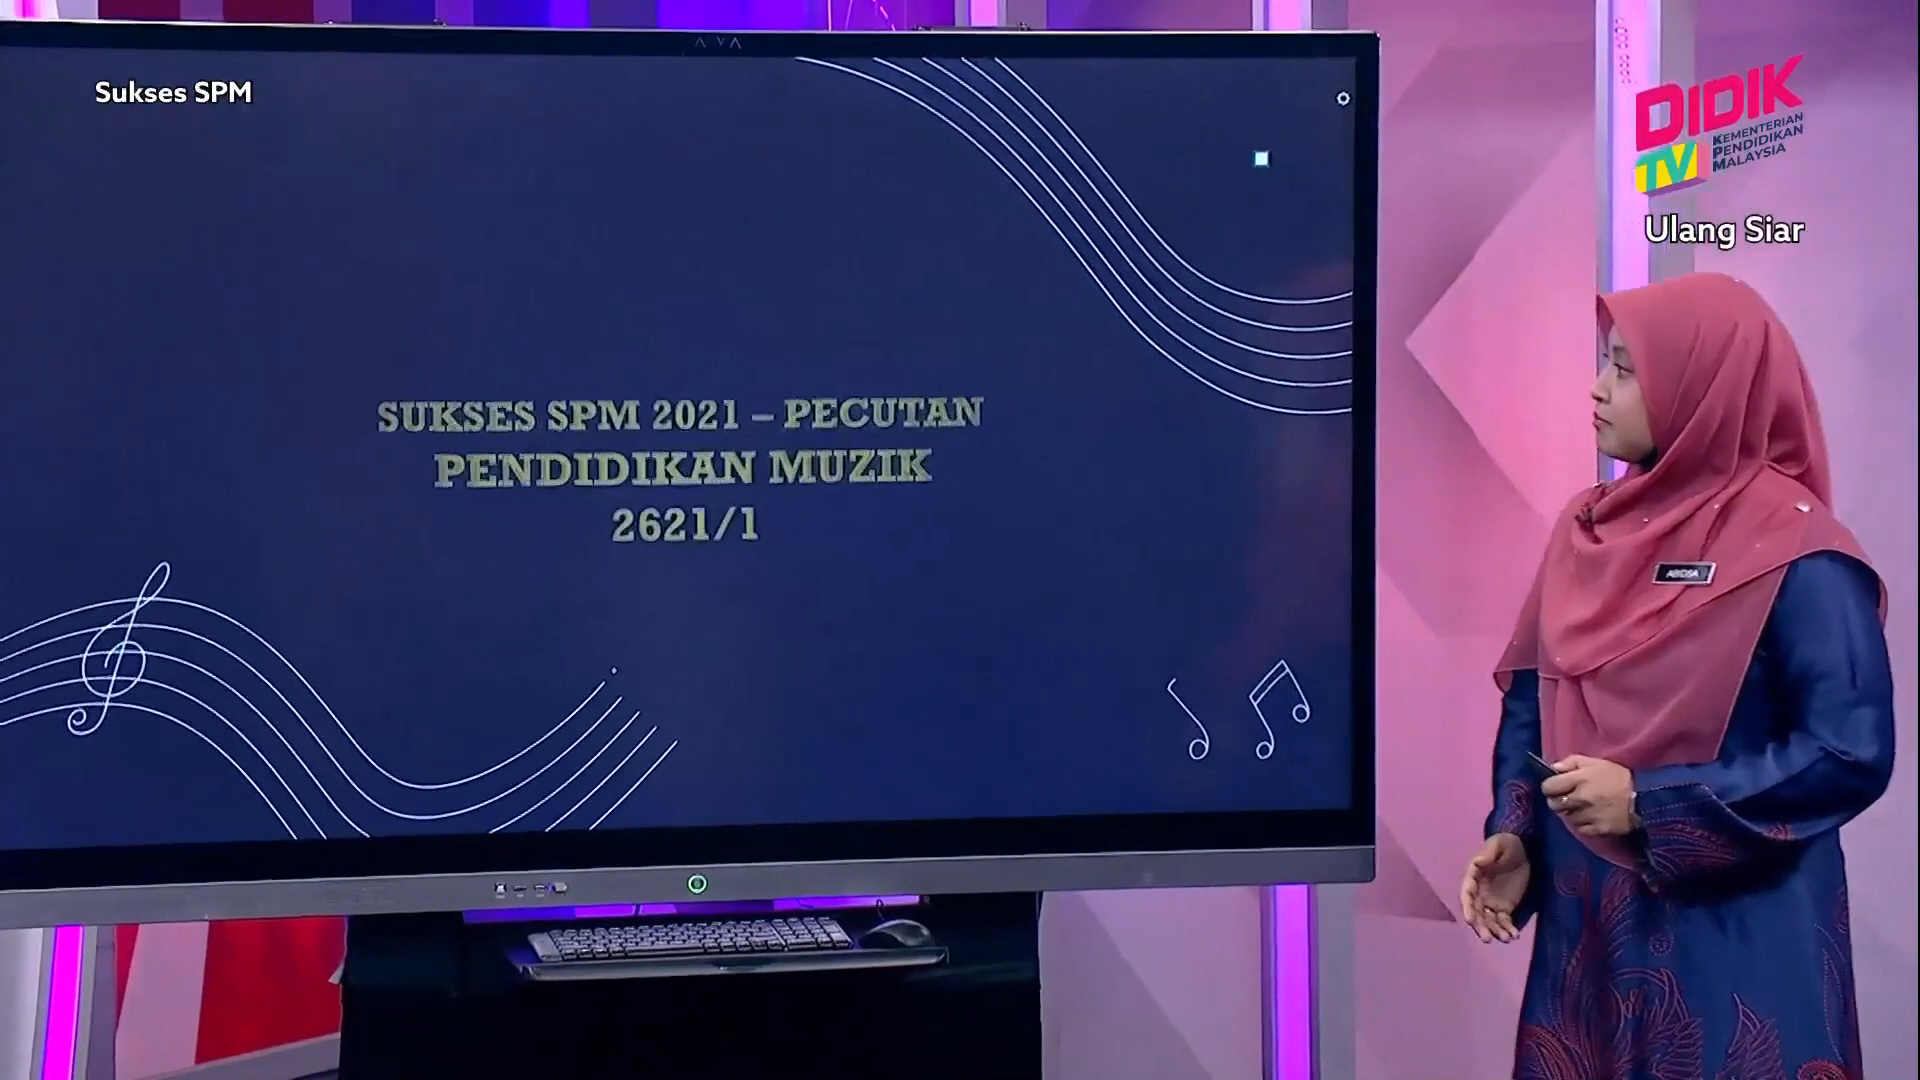 Sukses SPM
DIDIK
TV
KEMENTERIAN
PENDIDIKAN
MALAYSIA
Ulang Siar
SUKSES SPM 2021 – PECUTAN
PENDIDIKAN MUZIK
2621/1